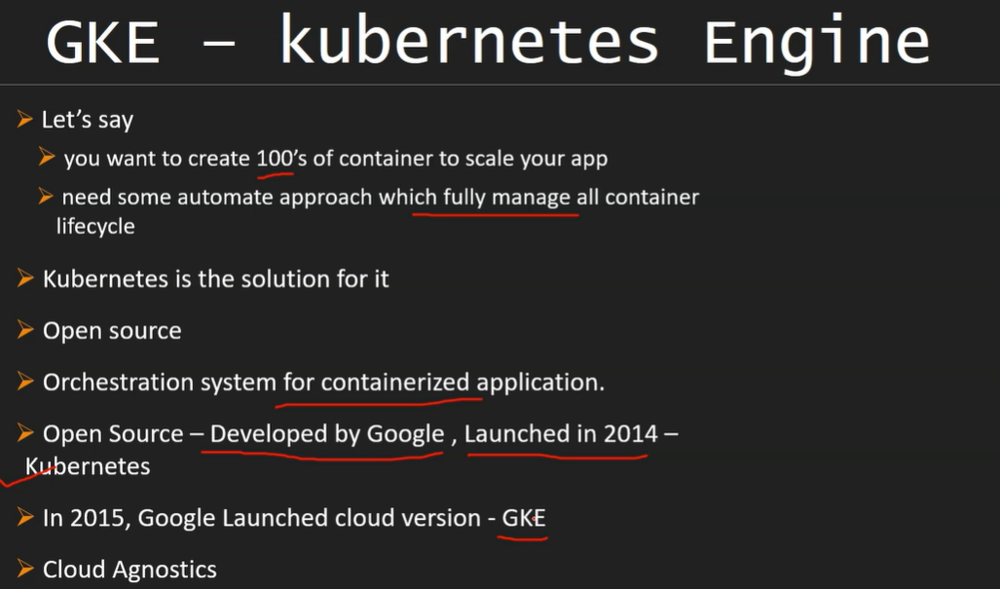 GKE – kubernetes Engine
Let's say
you want to create 100's of container to scale your app
need some automate approach which fully manage all container
lifecycle
Kubernetes is the solution for it
Open source
Orchestration system for containerized application.
Open Source – Developed by Google , Launched in 2014 –
Kubernetes
In 2015, Google Launched cloud version - GKE
Cloud Agnostics